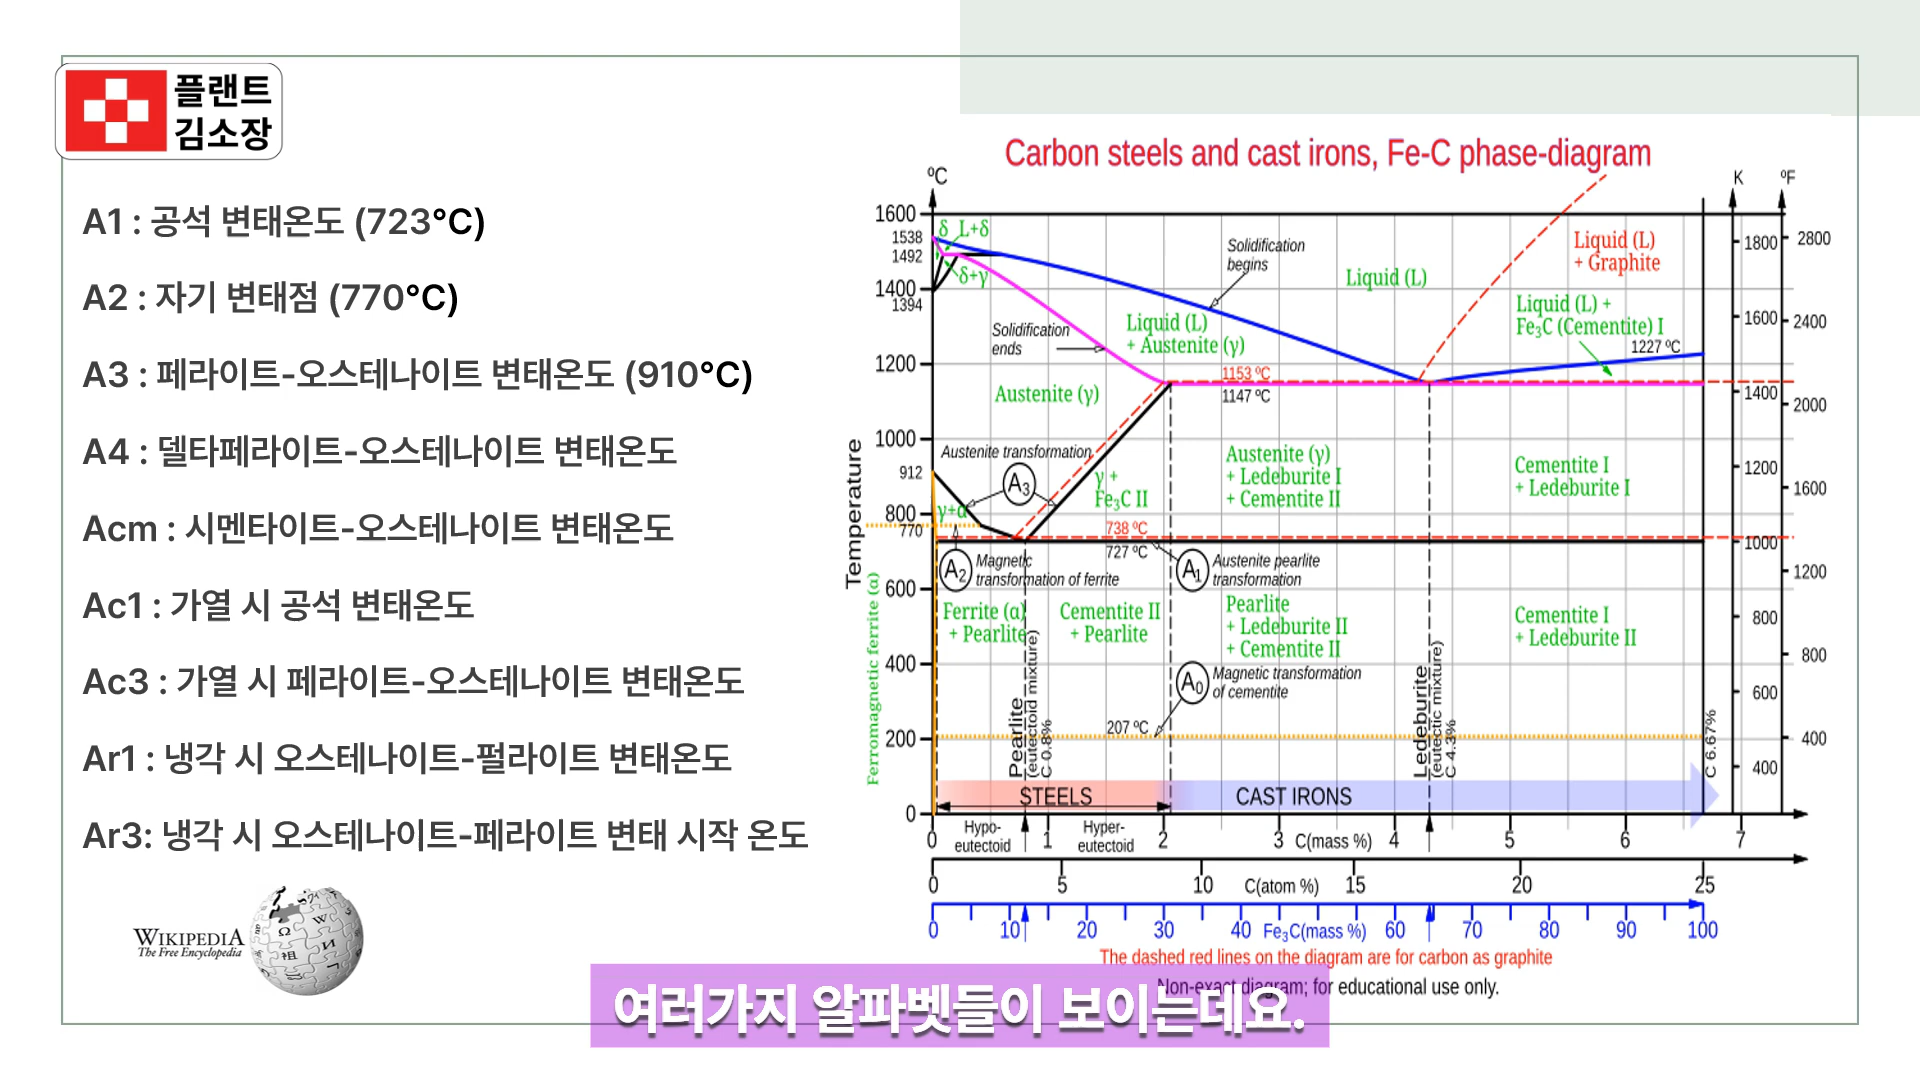 플랜트
김소장
A1 : 공석 변태온도 (723°C)
A2 : 자기 변태점 (770°C)
A3 : 페라이트-오스테나이트 변태온도 (910°C)
A4 : 델타페라이트-오스테나이트 변태온도
Acm : 시멘타이트-오스테나이트 변태온도
Ac1 : 가열 시 공석 변태온도
Ac3 : 가열 시 페라이트-오스테나이트 변태온도
Ar1 : 냉각 시 오스테나이트-펄라이트 변태온도
Ar3: 냉각 시 오스테나이트-페라이트 변태 시작 온도
WIKIPEDIA
The Free Encyclopedia
Carbon steels and cast irons, Fe-C phase-diagram
ºC
K
ºF
1600
1538
1492
1400
1394
1200
1000
912
800
770
600
400
200
0
Temperature
Ferromagnetic ferrite (α)
δ
L+δ
δ+γ
Solidification
begins
Liquid (L)
Liquid (L)
+ Graphite
Liquid (L) +
Fe₃C (Cementite) I
1227 ºC
Solidification
ends
Liquid (L)
+ Austenite (γ)
1153 ºC
1147 ºC
Austenite (γ)
Austenite transformation
A₃
γ +
Fe₃C II
γ+α
Austenite (γ)
+ Ledeburite I
+ Cementite II
Cementite I
+ Ledeburite I
738 ºC
727 ºC
A₂
Magnetic
transformation of ferrite
A₁
Austenite pearlite
transformation
Ferrite (α)
+ Pearlite
Cementite II
+ Pearlite
Pearlite
+ Ledeburite II
+ Cementite II
Cementite I
+ Ledeburite II
A₀
Magnetic transformation
of cementite
207 ºC
Pearlite
(eutectoid mixture)
C 0.8%
Ledeburite
(eutectic mixture)
C 4.3%
C 6.67%
STEELS
CAST IRONS
Hypo-
eutectoid
Hyper-
eutectoid
0 1 2 3 C(mass %) 4 5 6 7
0 5 10 C(atom %) 15 20 25
0 10 20 30 40 Fe₃C(mass %) 60 70 80 90 100
1800
1600
1400
1200
1000
800
600
400
2800
2400
2000
1600
1200
800
400
The dashed red lines on the diagram are for carbon as graphite
Non-exact diagram; for educational use only.
여러가지 알파벳들이 보이는데요.